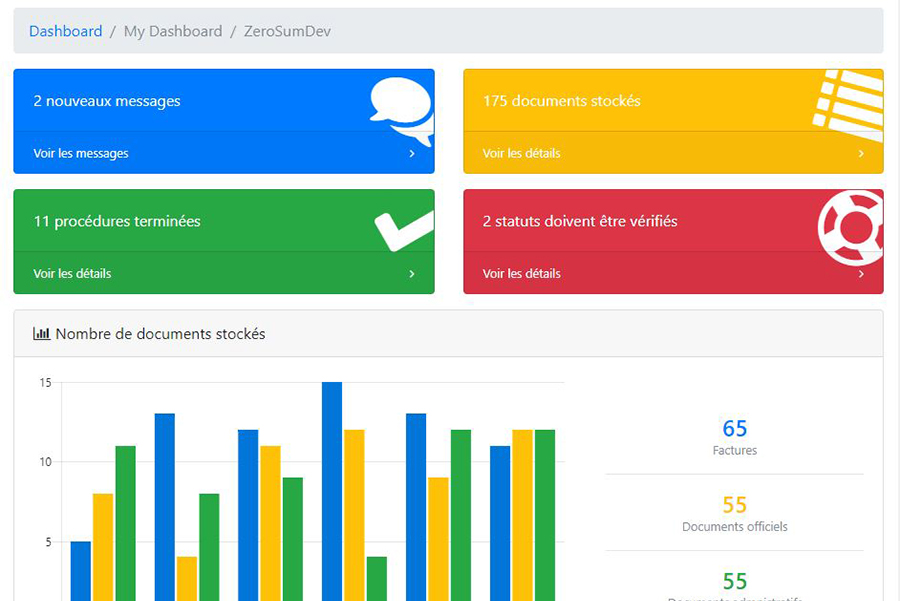 Dashboard / My Dashboard / ZeroSumDev
2 nouveaux messages
Voir les messages
175 documents stockés
Voir les détails
11 procédures terminées
Voir les détails
2 statuts doivent être vérifiés
Voir les détails
Nombre de documents stockés
15
10
5
65
Factures
55
Documents officiels
55